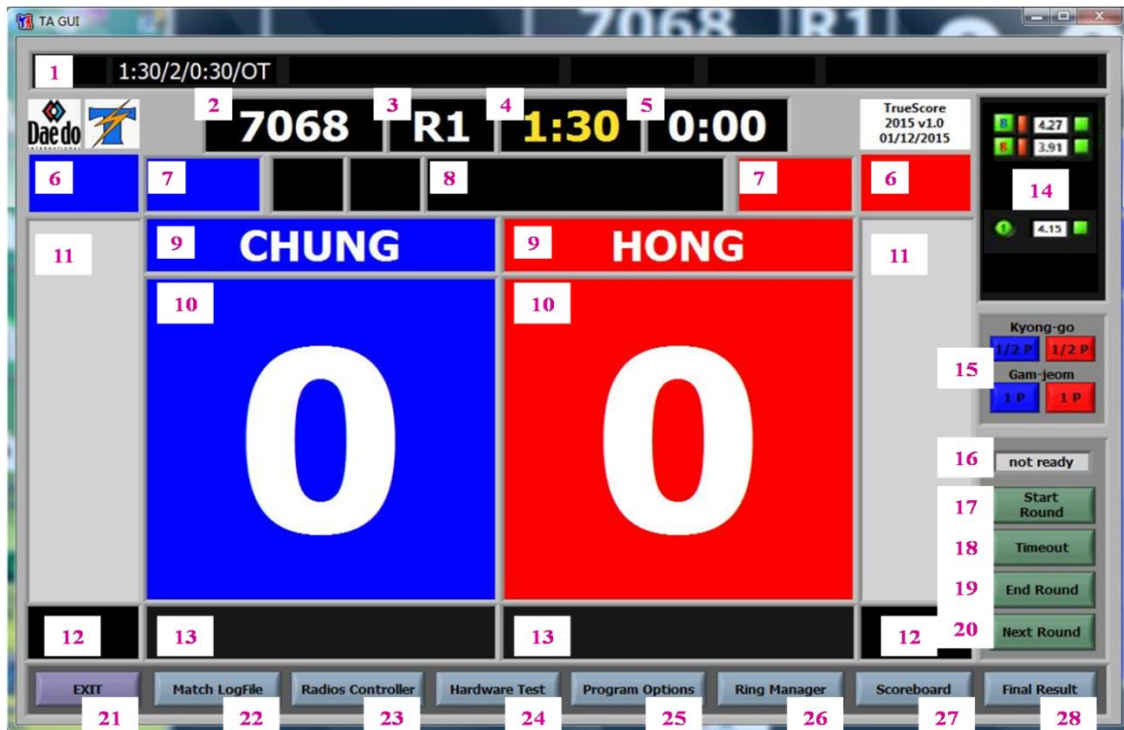 7068 R1
TA GUI
1 1:30/2/0:30/OT
2 7068 3 R1 4 1:30 5 0:00
Dae do
INTERNATIONAL
T
TrueScore
2015 v1.0
01/12/2015
B 4.27
B 3.91
14
1 4.15
6 7 8 7 6
11 9 CHUNG 9 HONG 11
10 0 10 0
Kyong-go
1/2 P 1/2 P
15
Gam-jeom
1 P 1 P
16 not ready
17 Start
Round
18 Timeout
19 End Round
20 Next Round
12 13 13 12
EXIT Match LogFile Radios Controller Hardware Test Program Options Ring Manager Scoreboard Final Result
21 22 23 24 25 26 27 28